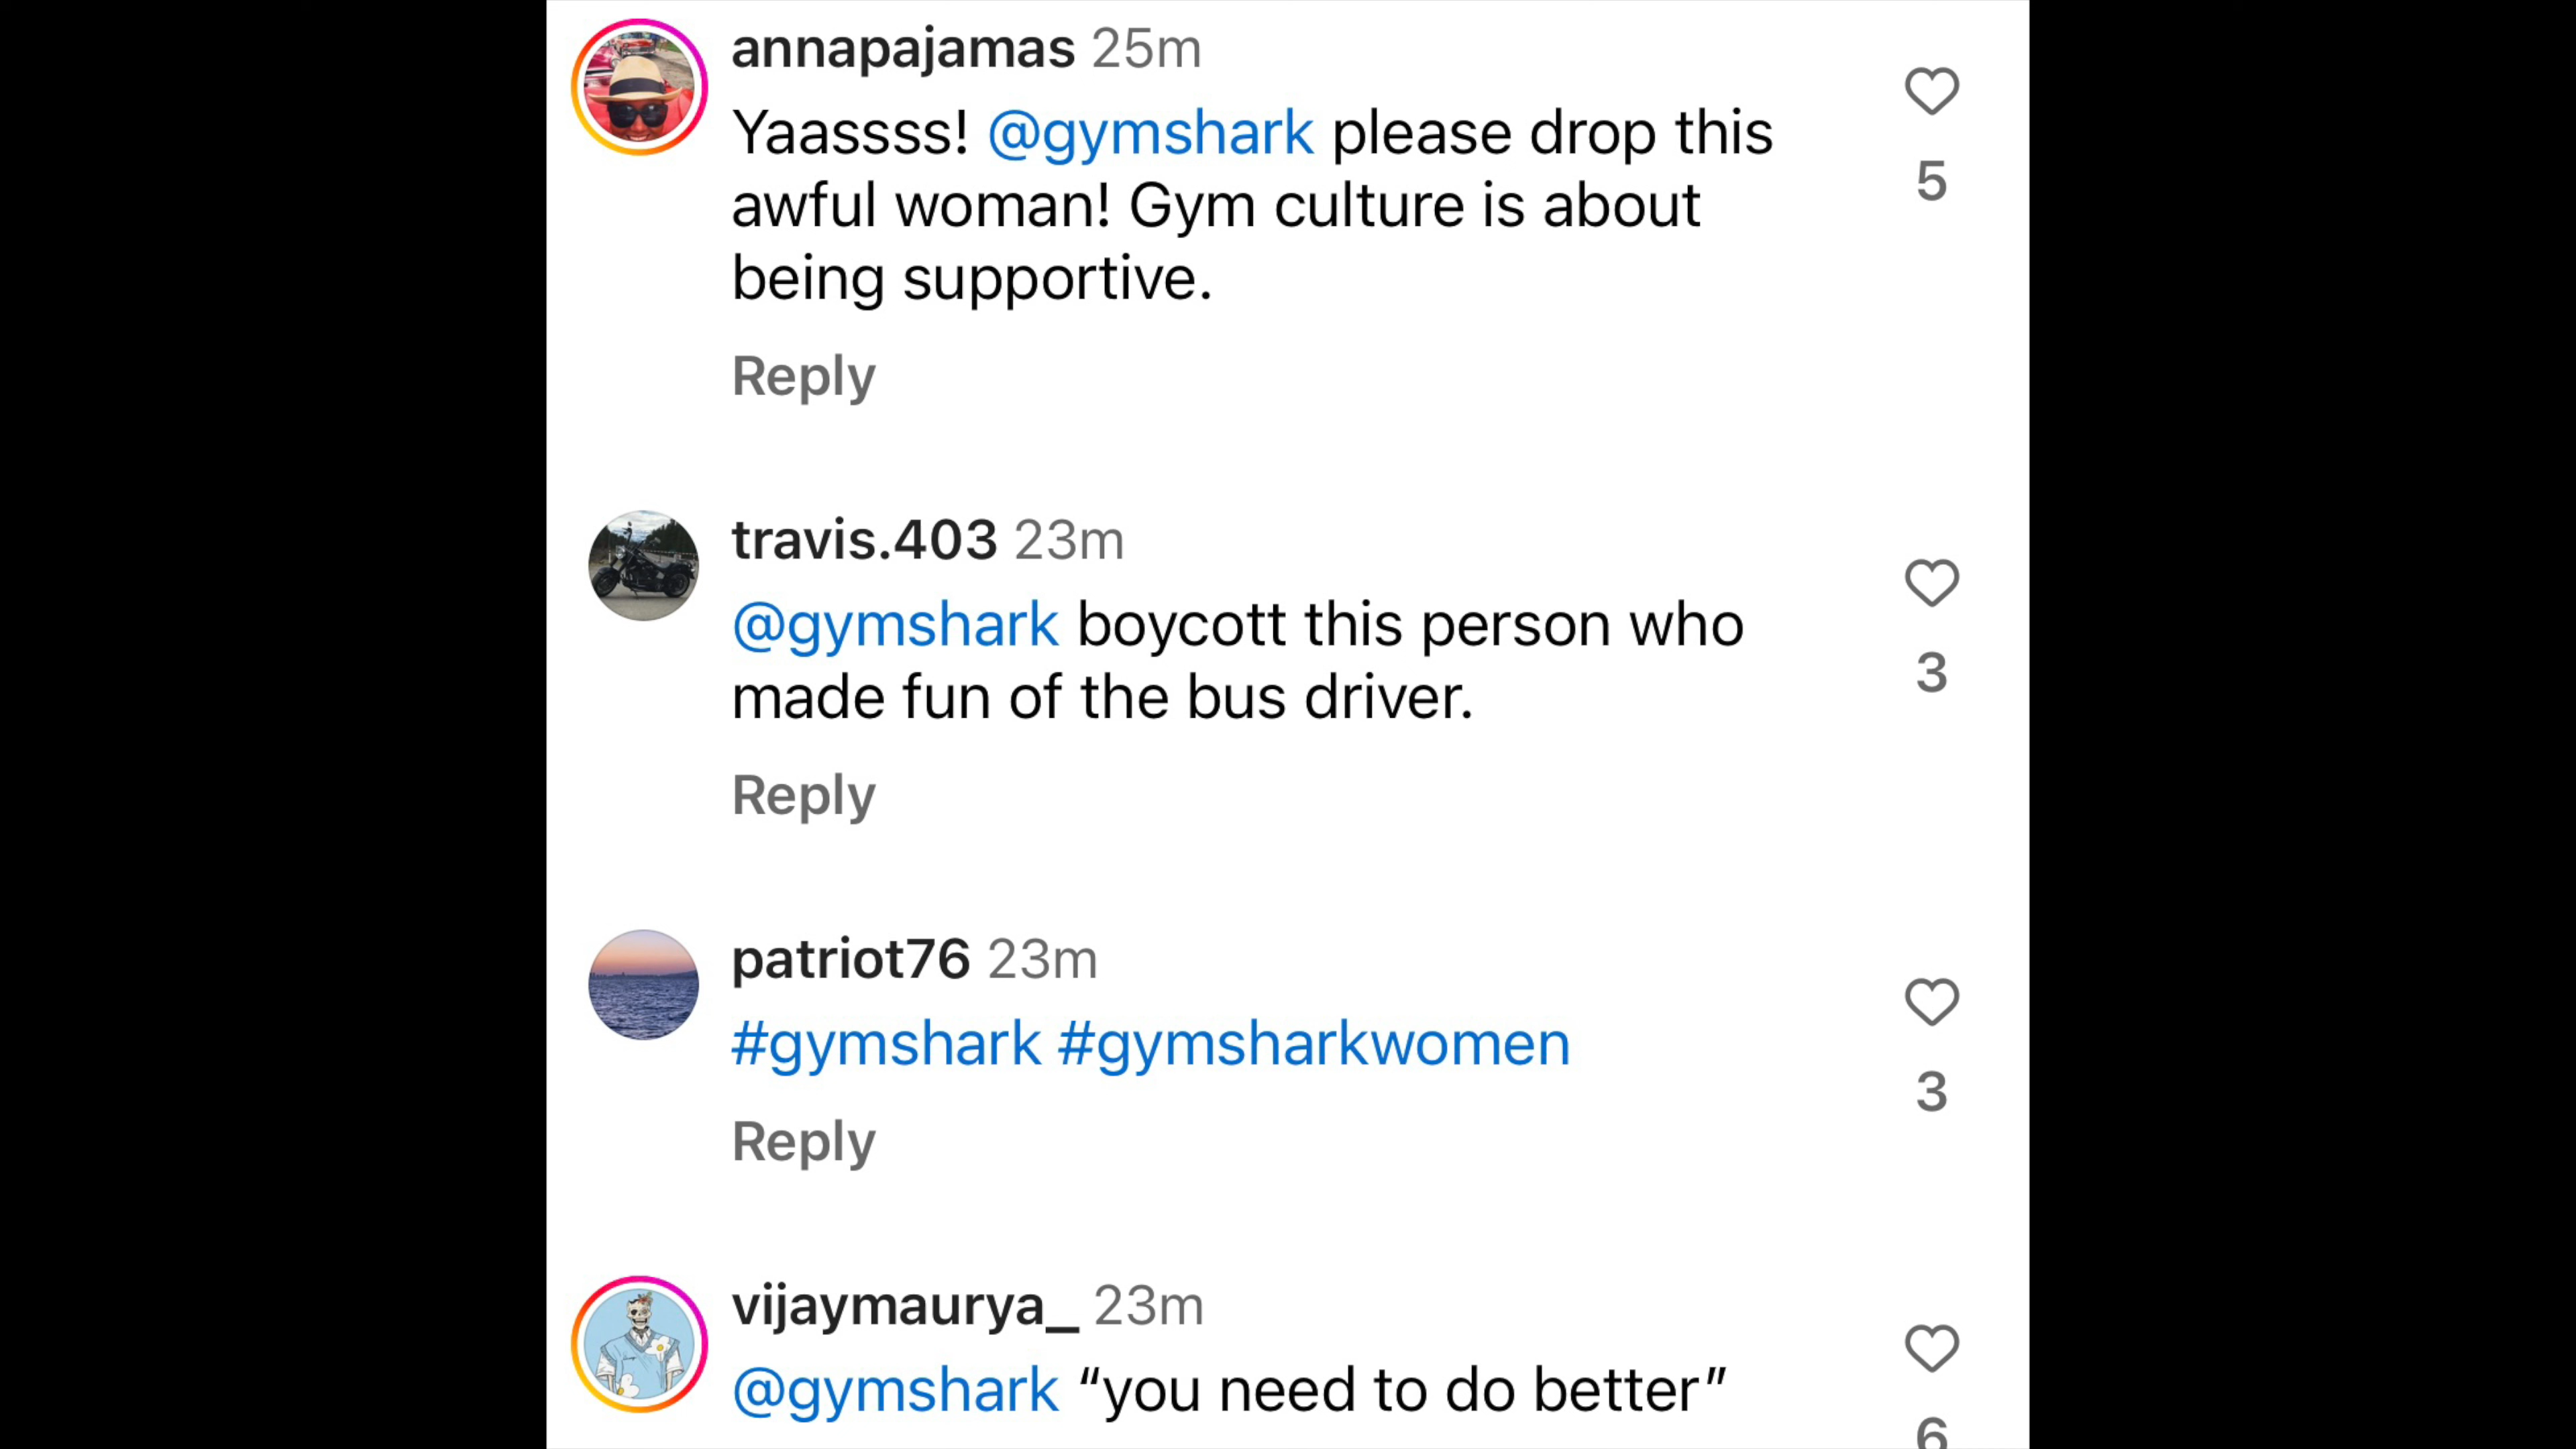 annapajamas 25m
Yaassss! @gymshark please drop this
awful woman! Gym culture is about
being supportive.
5
Reply
travis.403 23m
@gymshark boycott this person who
made fun of the bus driver.
3
Reply
patriot76 23m
#gymshark #gymsharkwomen
3
Reply
vijaymaurya_ 23m
@gymshark “you need to do better”
6